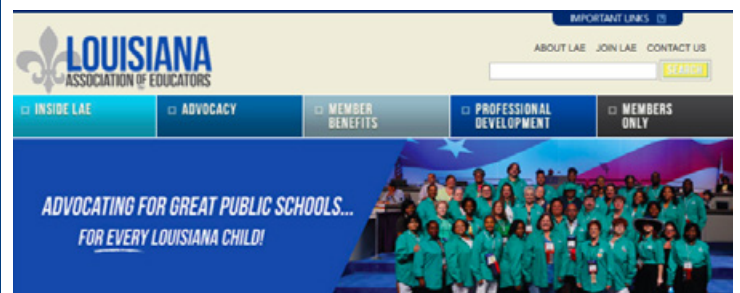 IMPORTANT LINKS
ABOUT LAE JOIN LAE CONTACT US
LOUISIANA
ASSOCIATION OF EDUCATORS
SEARCH
INSIDE LAE
ADVOCACY
MEMBER
BENEFITS
PROFESSIONAL
DEVELOPMENT
MEMBERS
ONLY
ADVOCATING FOR GREAT PUBLIC SCHOOLS...
FOR EVERY LOUISIANA CHILD!